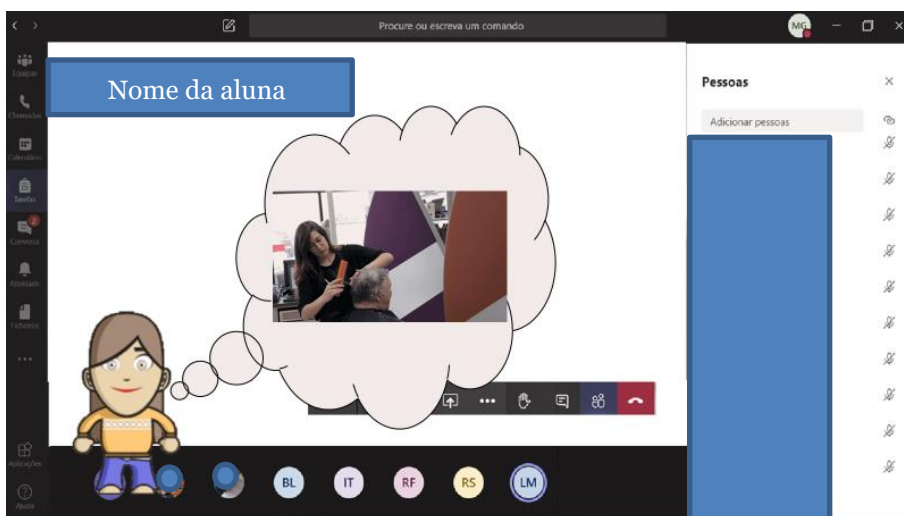 Procure ou escreva um comando
MG
Equipas
Chamadas
Calendário
Tarefas
2
Conversa
Atividade
Ficheiros
Aplicações
Ajuda
Nome da aluna
Pessoas
Adicionar pessoas
BL
IT
RF
RS
LM